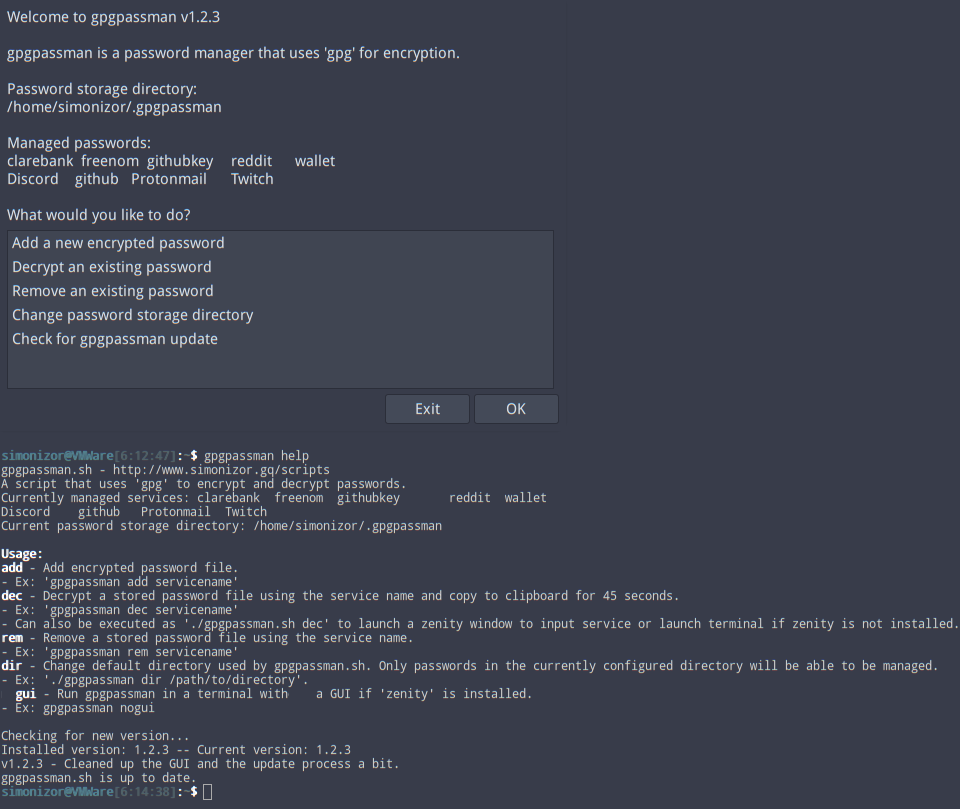 Welcome to gpgpassman v1.2.3
gpgpassman is a password manager that uses 'gpg' for encryption.
Password storage directory:
/home/simonizor/.gpgpassman
Managed passwords:
clarebank freenom githubkey reddit wallet
Discord github Protonmail Twitch
What would you like to do?
Add a new encrypted password
Decrypt an existing password
Remove an existing password
Change password storage directory
Check for gpgpassman update
Exit OK
simonizor@VMWare[6:12:47]:~$ gpgpassman help
gpgpassman.sh - http://www.simonizor.gq/scripts
A script that uses 'gpg' to encrypt and decrypt passwords.
Currently managed services: clarebank freenom githubkey reddit wallet
Discord github Protonmail Twitch
Current password storage directory: /home/simonizor/.gpgpassman
Usage:
add - Add encrypted password file.
- Ex: 'gpgpassman add servicename'
dec - Decrypt a stored password file using the service name and copy to clipboard for 45 seconds.
- Ex: 'gpgpassman dec servicename'
- Can also be executed as './gpgpassman.sh dec' to launch a zenity window to input service or launch terminal if zenity is not installed.
rem - Remove a stored password file using the service name.
- Ex: 'gpgpassman rem servicename'
dir - Change default directory used by gpgpassman.sh. Only passwords in the currently configured directory will be able to be managed.
- Ex: './gpgpassman dir /path/to/directory'.
gui - Run gpgpassman in a terminal with a GUI if 'zenity' is installed.
- Ex: gpgpassman nogui
Checking for new version...
Installed version: 1.2.3 -- Current version: 1.2.3
v1.2.3 - Cleaned up the GUI and the update process a bit.
gpgpassman.sh is up to date.
simonizor@VMWare[6:14:38]:~$